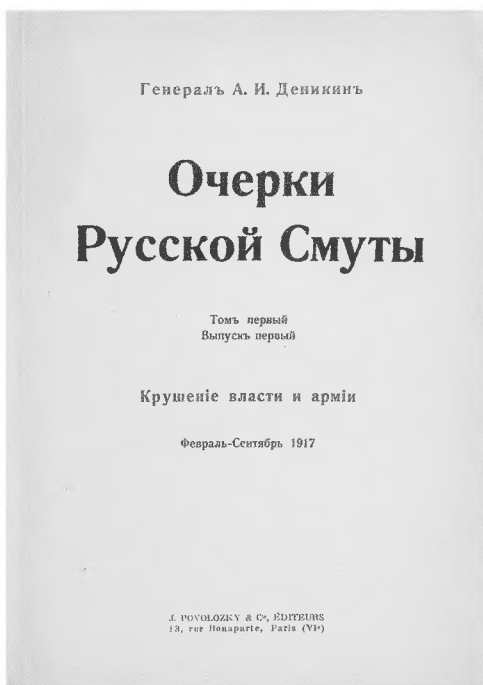 Генералъ А. И. Деникинъ
Очерки
Русской Смуты
Томъ первый
Выпускъ первый
Крушеніе власти и арміи
Февраль-Сентябрь 1917
J. POVOLOZKY & Cie, ÉDITEURS
13, rue Bonaparte, Paris (VIe)